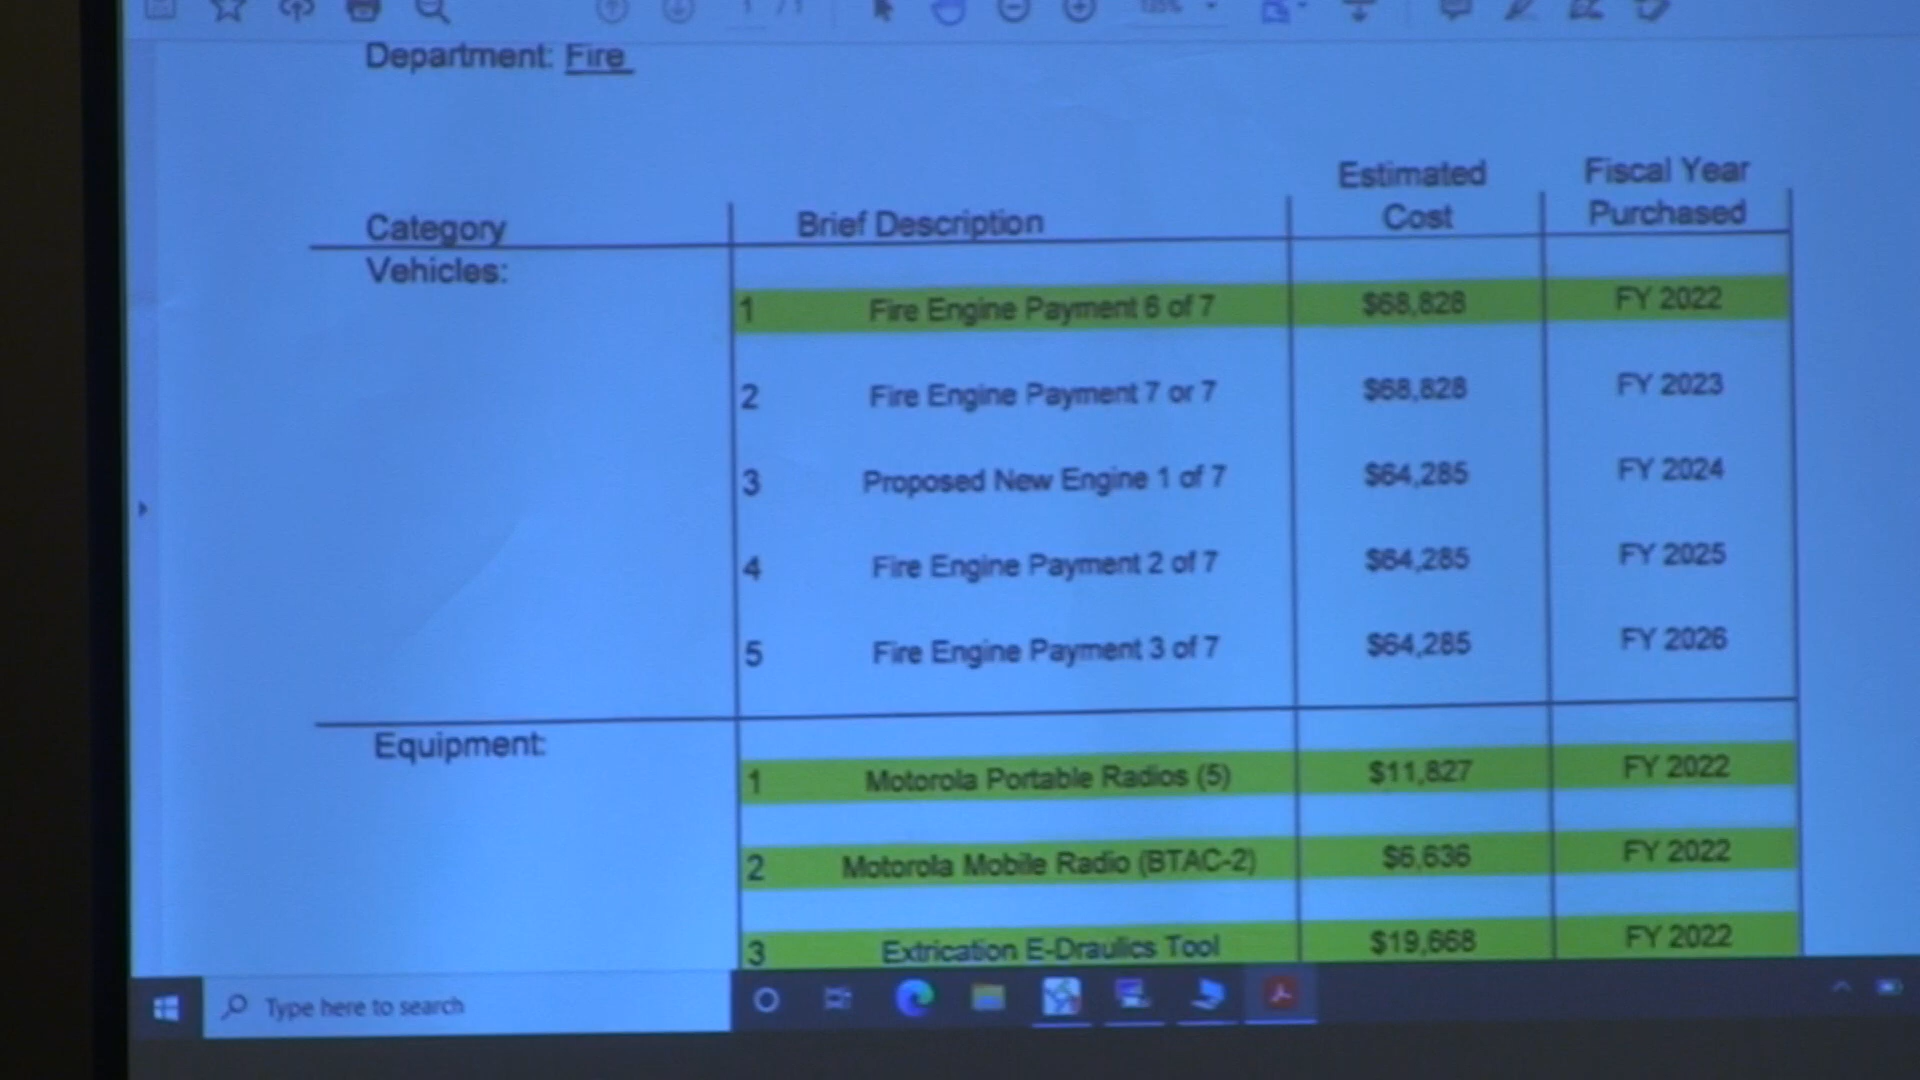 Department: Fire
Estimated Fiscal Year
Category Brief Description Cost Purchased
Vehicles:
1 Fire Engine Payment 6 of 7 $68,828 FY 2022
2 Fire Engine Payment 7 or 7 $68,828 FY 2023
3 Proposed New Engine 1 of 7 $64,285 FY 2024
4 Fire Engine Payment 2 of 7 $64,285 FY 2025
5 Fire Engine Payment 3 of 7 $64,285 FY 2026
Equipment:
1 Motorola Portable Radios (5) $11,827 FY 2022
2 Motorola Mobile Radio (BTAC-2) $6,636 FY 2022
3 Extrication E-Draulics Tool $19,668 FY 2022
Type here to search